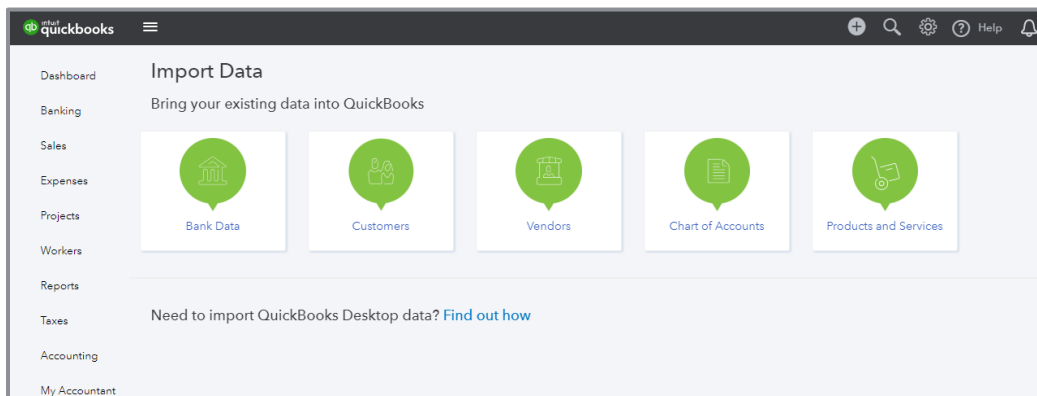 qb intuit quickbooks
? Help
Dashboard
Banking
Sales
Expenses
Projects
Workers
Reports
Taxes
Accounting
My Accountant
Import Data
Bring your existing data into QuickBooks
Bank Data
Customers
Vendors
Chart of Accounts
Products and Services
Need to import QuickBooks Desktop data? Find out how